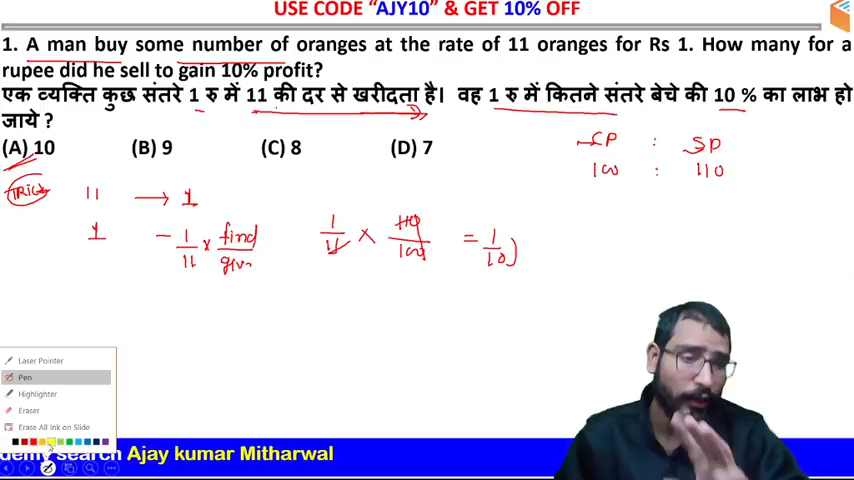 USE CODE "AJY10" & GET 10% OFF
1. A man buy some number of oranges at the rate of 11 oranges for Rs 1. How many for a
rupee did he sell to gain 10% profit?
एक व्यक्ति कुछ संतरे 1 रु में 11 की दर से खरीदता है। वह 1 रु में कितने संतरे बेचे की 10 % का लाभ हो
जाये ?
(A) 10 (B) 9 (C) 8 (D) 7
CP : SP
100 : 110
TRICK 11 → 1
1 - 1/11 × find/given 1/11 × 110/100 = 1/10)
Laser Pointer
Pen
Highlighter
Eraser
Erase All Ink on Slide
demy search Ajay kumar Mitharwal